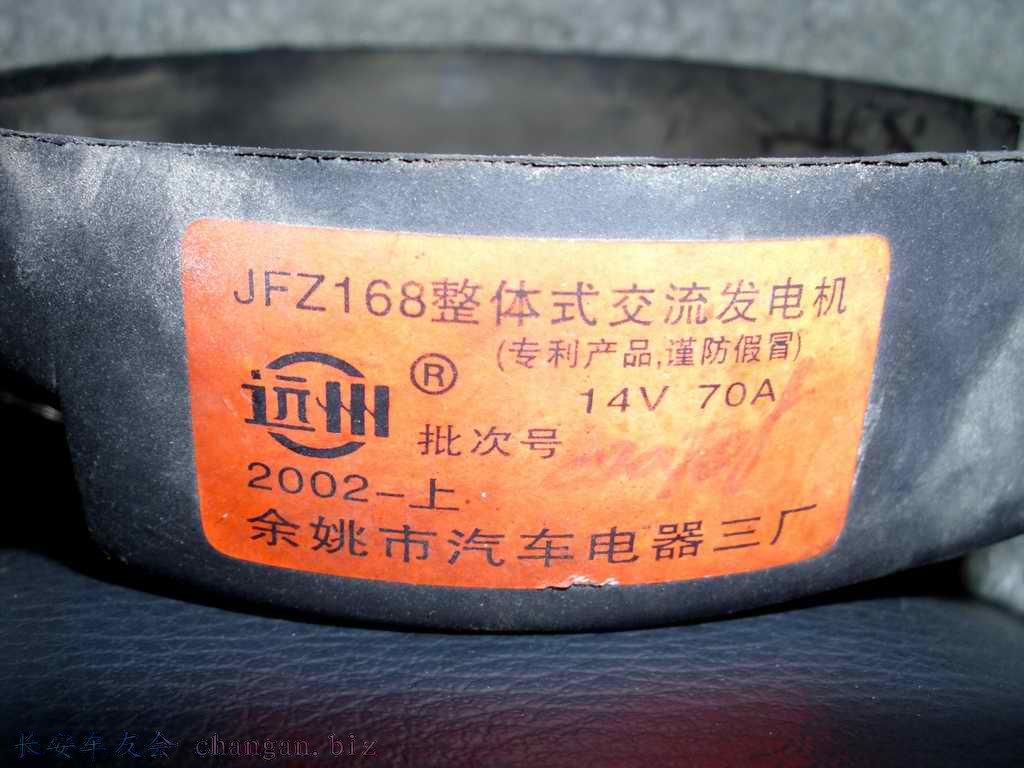 JFZ168整体式交流发电机
(专利产品,谨防假冒)
远州®
14V 70A
批次号
2002-上
余姚市汽车电器三厂
长安车友会 changan.biz